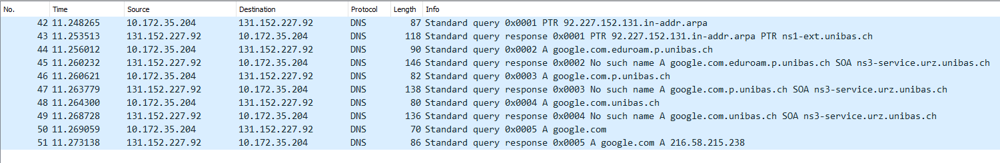 No. Time Source Destination Protocol Length Info
42 11.248265 10.172.35.204 131.152.227.92 DNS 87 Standard query 0x0001 PTR 92.227.152.131.in-addr.arpa
43 11.253513 131.152.227.92 10.172.35.204 DNS 118 Standard query response 0x0001 PTR 92.227.152.131.in-addr.arpa PTR ns1-ext.unibas.ch
44 11.256012 10.172.35.204 131.152.227.92 DNS 90 Standard query 0x0002 A google.com.eduroam.p.unibas.ch
45 11.260232 131.152.227.92 10.172.35.204 DNS 146 Standard query response 0x0002 No such name A google.com.eduroam.p.unibas.ch SOA ns3-service.urz.unibas.ch
46 11.260621 10.172.35.204 131.152.227.92 DNS 82 Standard query 0x0003 A google.com.p.unibas.ch
47 11.263779 131.152.227.92 10.172.35.204 DNS 138 Standard query response 0x0003 No such name A google.com.p.unibas.ch SOA ns3-service.urz.unibas.ch
48 11.264300 10.172.35.204 131.152.227.92 DNS 80 Standard query 0x0004 A google.com.unibas.ch
49 11.268728 131.152.227.92 10.172.35.204 DNS 136 Standard query response 0x0004 No such name A google.com.unibas.ch SOA ns3-service.urz.unibas.ch
50 11.269059 10.172.35.204 131.152.227.92 DNS 70 Standard query 0x0005 A google.com
51 11.273138 131.152.227.92 10.172.35.204 DNS 86 Standard query response 0x0005 A google.com A 216.58.215.238